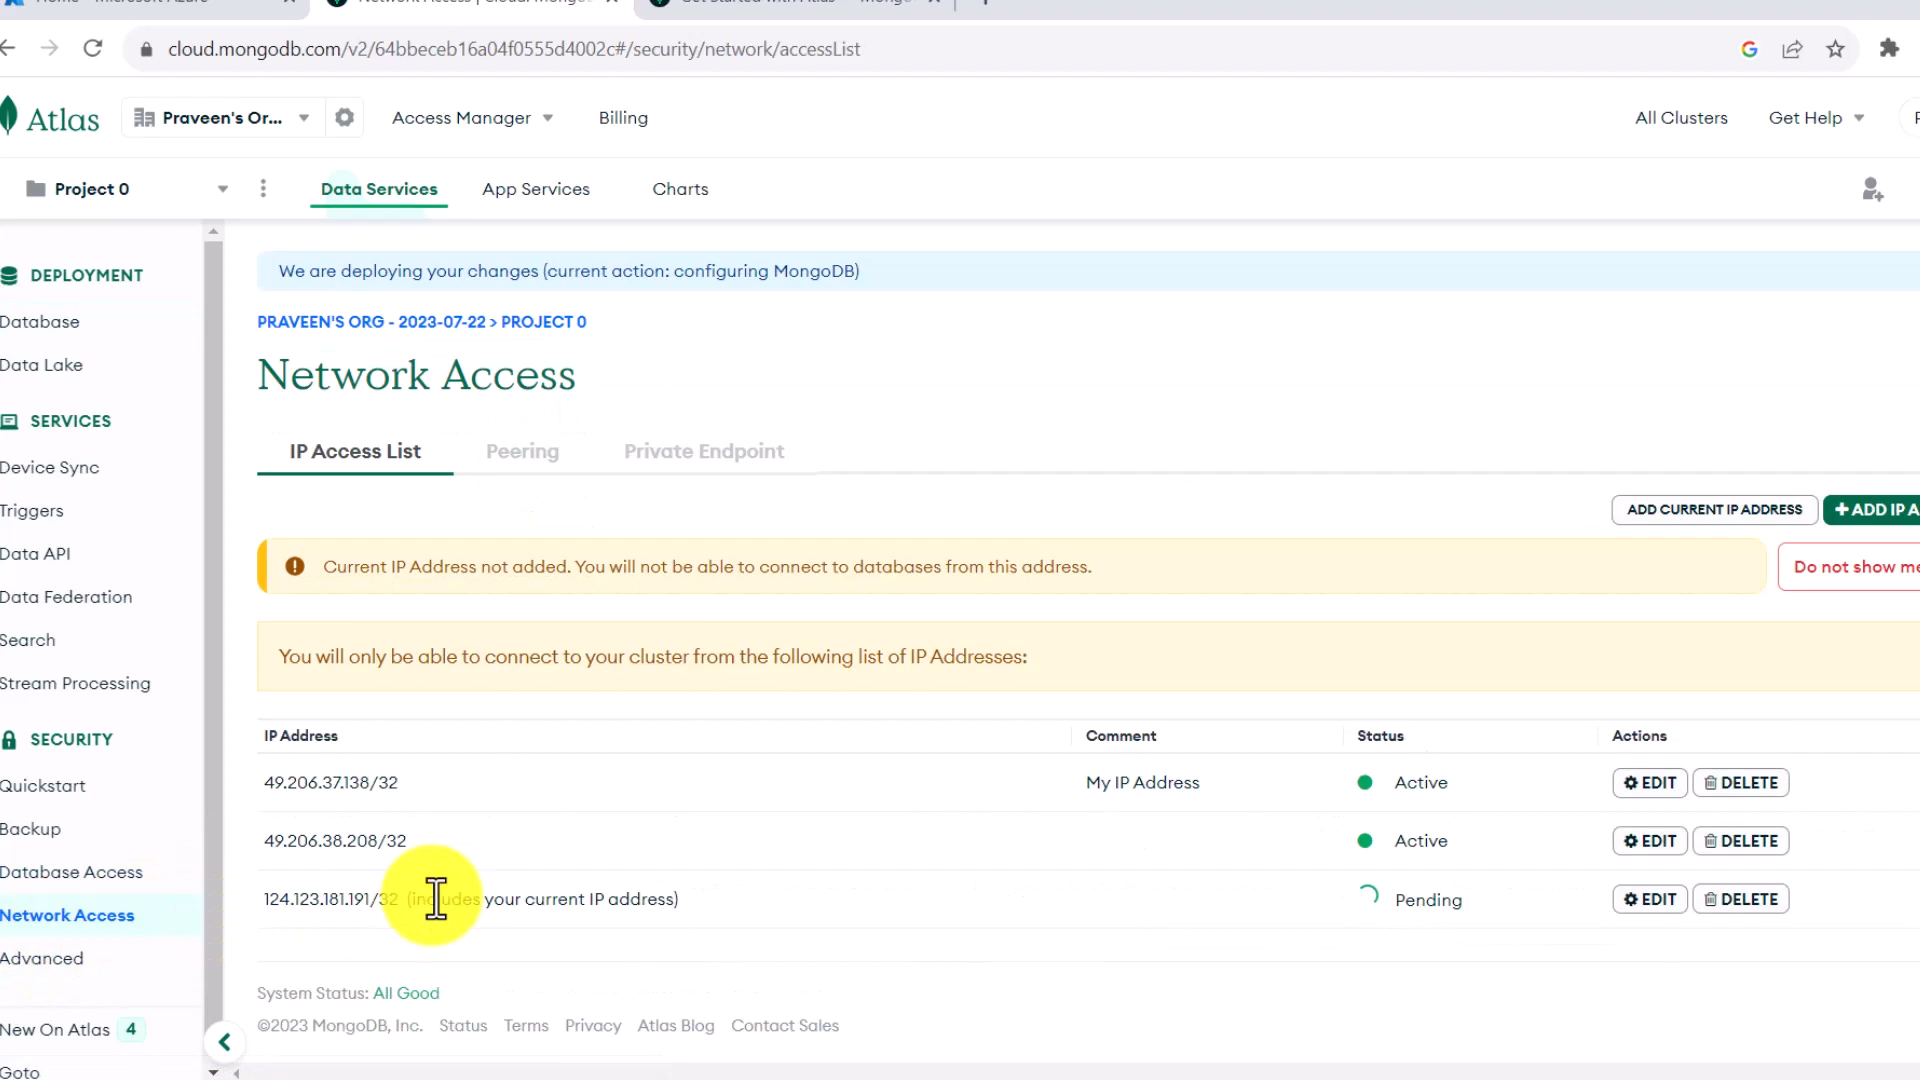 cloud.mongodb.com/v2/64bbeceb16a04f0555d4002c#/security/network/accessList
Atlas
Praveen's Or...
Access Manager
Billing
All Clusters
Get Help
Project 0
Data Services
App Services
Charts
DEPLOYMENT
Database
Data Lake
SERVICES
Device Sync
Triggers
Data API
Data Federation
Search
Stream Processing
SECURITY
Quickstart
Backup
Database Access
Network Access
Advanced
New On Atlas 4
Goto
We are deploying your changes (current action: configuring MongoDB)
PRAVEEN'S ORG - 2023-07-22 > PROJECT 0
Network Access
IP Access List
Peering
Private Endpoint
ADD CURRENT IP ADDRESS
+ ADD IP A
Current IP Address not added. You will not be able to connect to databases from this address.
Do not show me
You will only be able to connect to your cluster from the following list of IP Addresses:
IP Address Comment Status Actions
49.206.37.138/32 My IP Address Active EDIT DELETE
49.206.38.208/32 Active EDIT DELETE
124.123.181.191/32 (includes your current IP address) Pending EDIT DELETE
System Status: All Good
©2023 MongoDB, Inc. Status Terms Privacy Atlas Blog Contact Sales